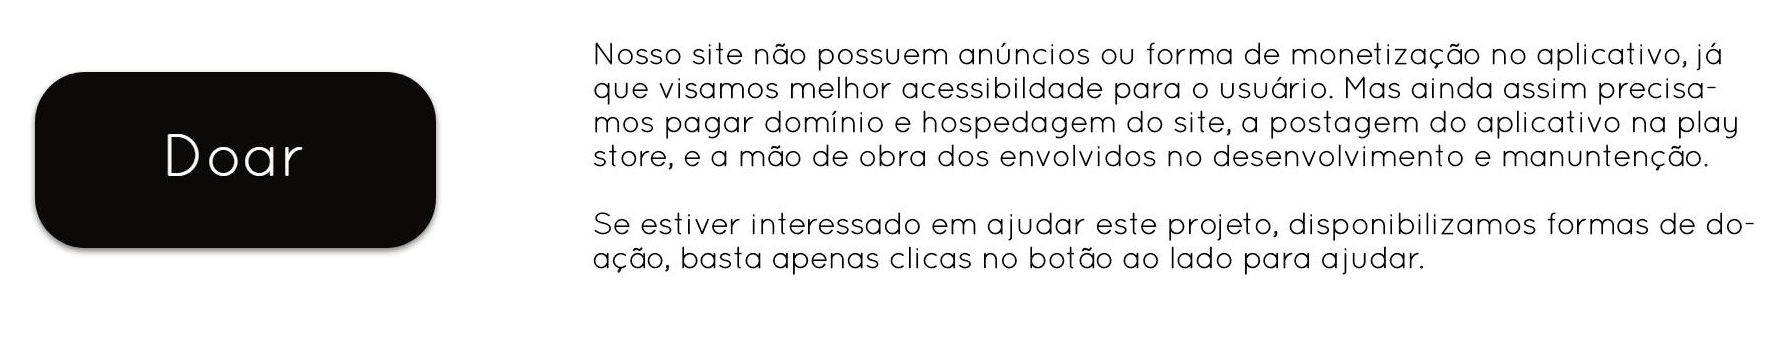 Doar
Nosso site não possuem anúncios ou forma de monetização no aplicativo, já
que visamos melhor acessibildade para o usuário. Mas ainda assim precisa-
mos pagar domínio e hospedagem do site, a postagem do aplicativo na play
store, e a mão de obra dos envolvidos no desenvolvimento e manuntenção.
Se estiver interessado em ajudar este projeto, disponibilizamos formas de do-
ação, basta apenas clicas no botão ao lado para ajudar.